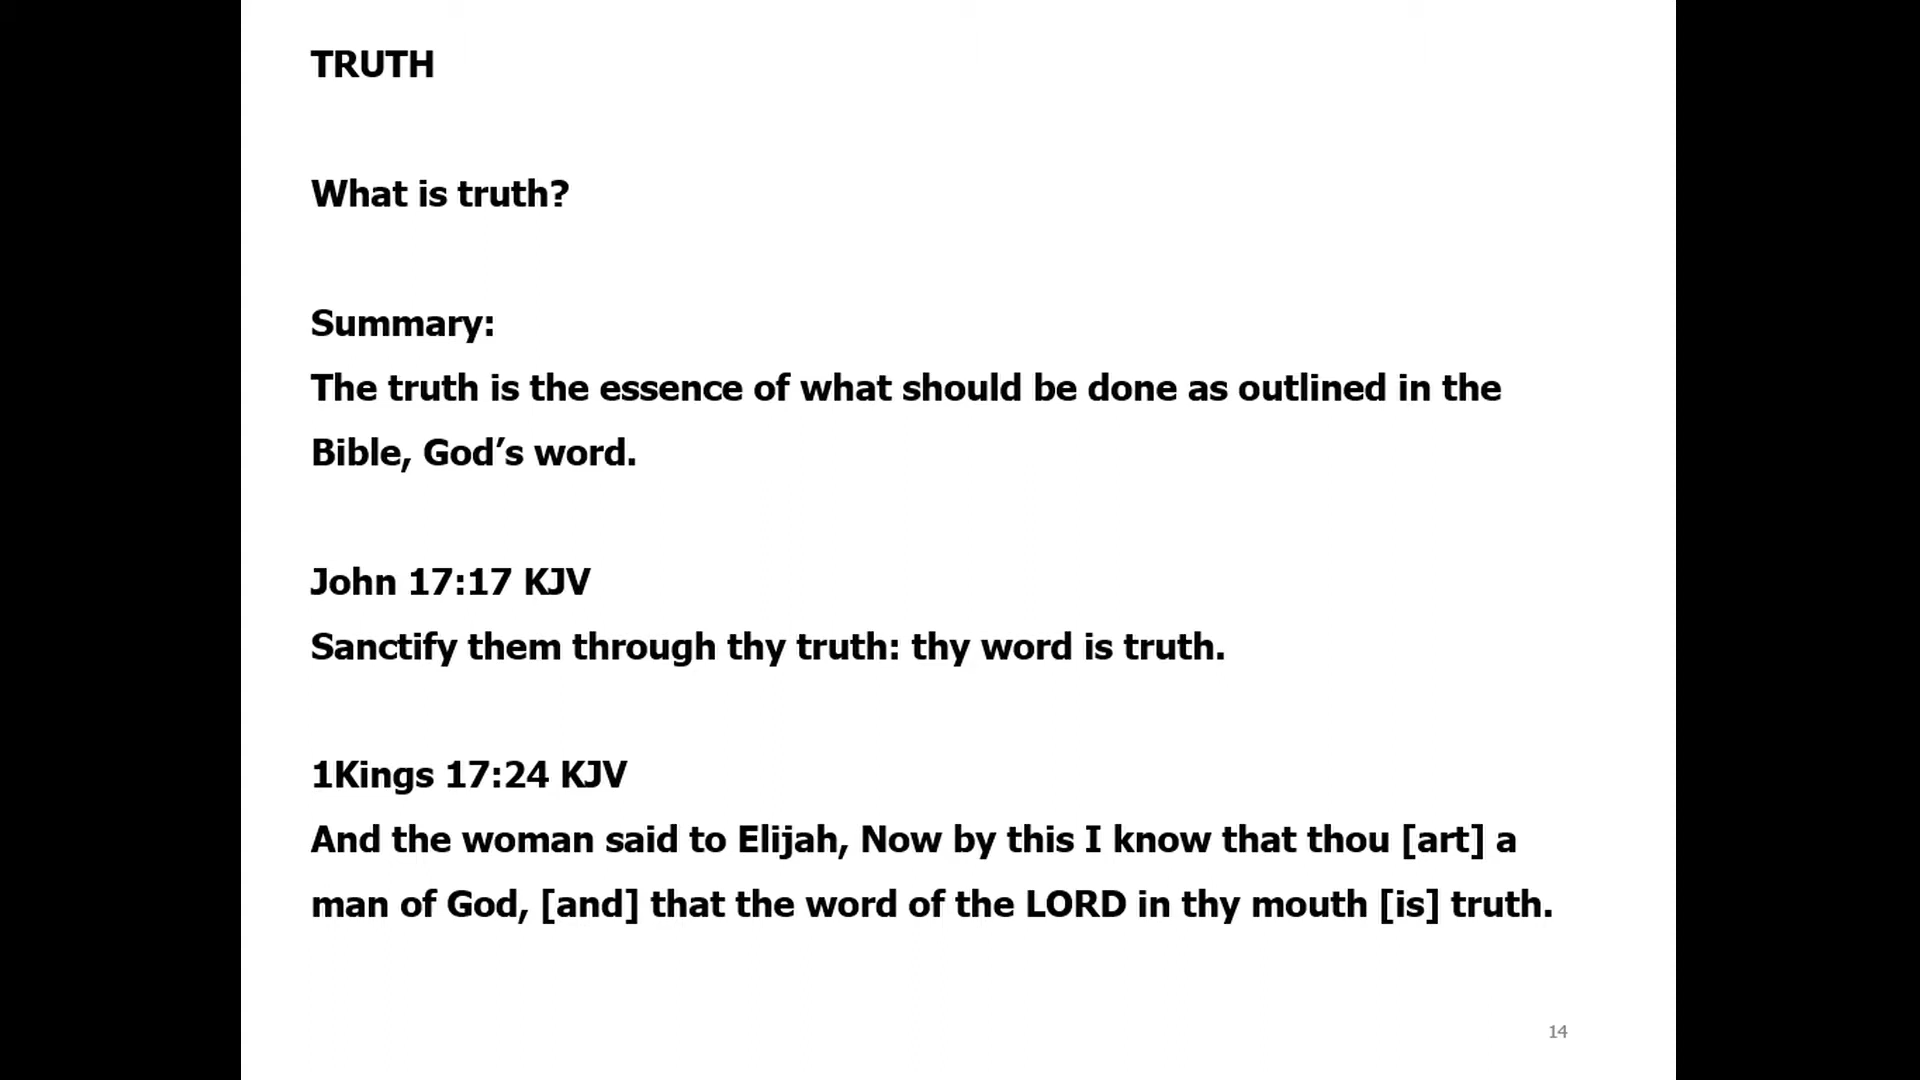 TRUTH
What is truth?
Summary:
The truth is the essence of what should be done as outlined in the
Bible, God’s word.
John 17:17 KJV
Sanctify them through thy truth: thy word is truth.
1Kings 17:24 KJV
And the woman said to Elijah, Now by this I know that thou [art] a
man of God, [and] that the word of the LORD in thy mouth [is] truth.
14